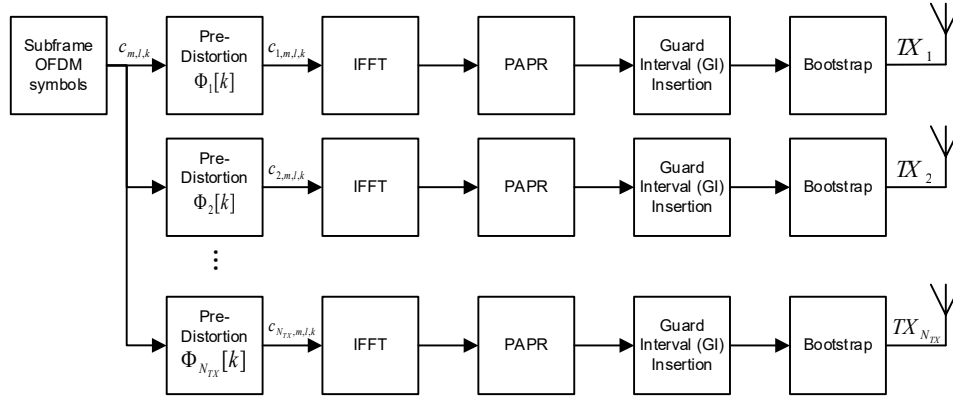 Subframe
OFDM
symbols
c_{m,l,k}
Pre-
Distortion
Φ_1[k]
c_{1,m,l,k}
IFFT
PAPR
Guard
Interval (GI)
Insertion
Bootstrap
TX_1
Pre-
Distortion
Φ_2[k]
c_{2,m,l,k}
IFFT
PAPR
Guard
Interval (GI)
Insertion
Bootstrap
TX_2
⋮
Pre-
Distortion
Φ_{N_{TX}}[k]
c_{N_{TX},m,l,k}
IFFT
PAPR
Guard
Interval (GI)
Insertion
Bootstrap
TX_{N_{TX}}